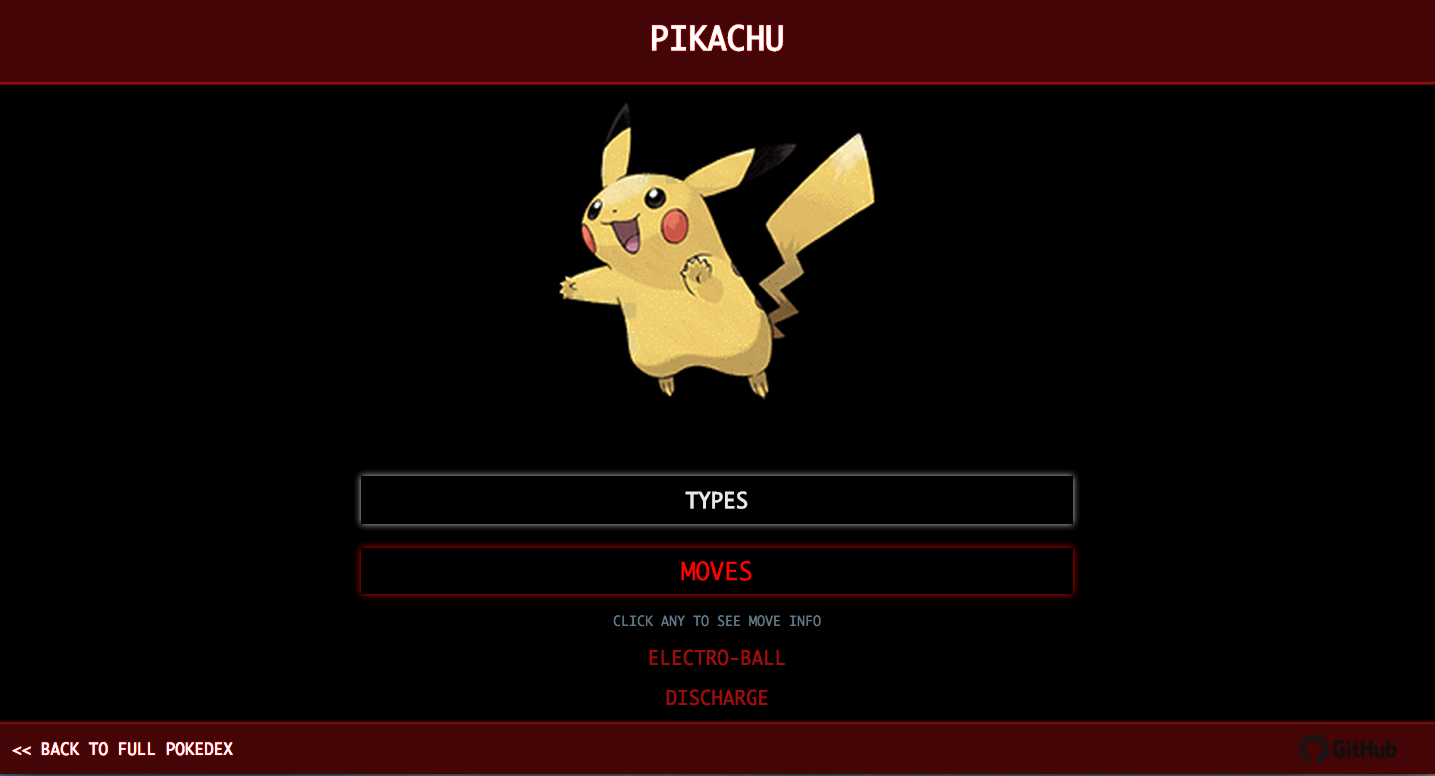 PIKACHU
TYPES
MOVES
CLICK ANY TO SEE MOVE INFO
ELECTRO-BALL
DISCHARGE
<< BACK TO FULL POKEDEX
GitHub